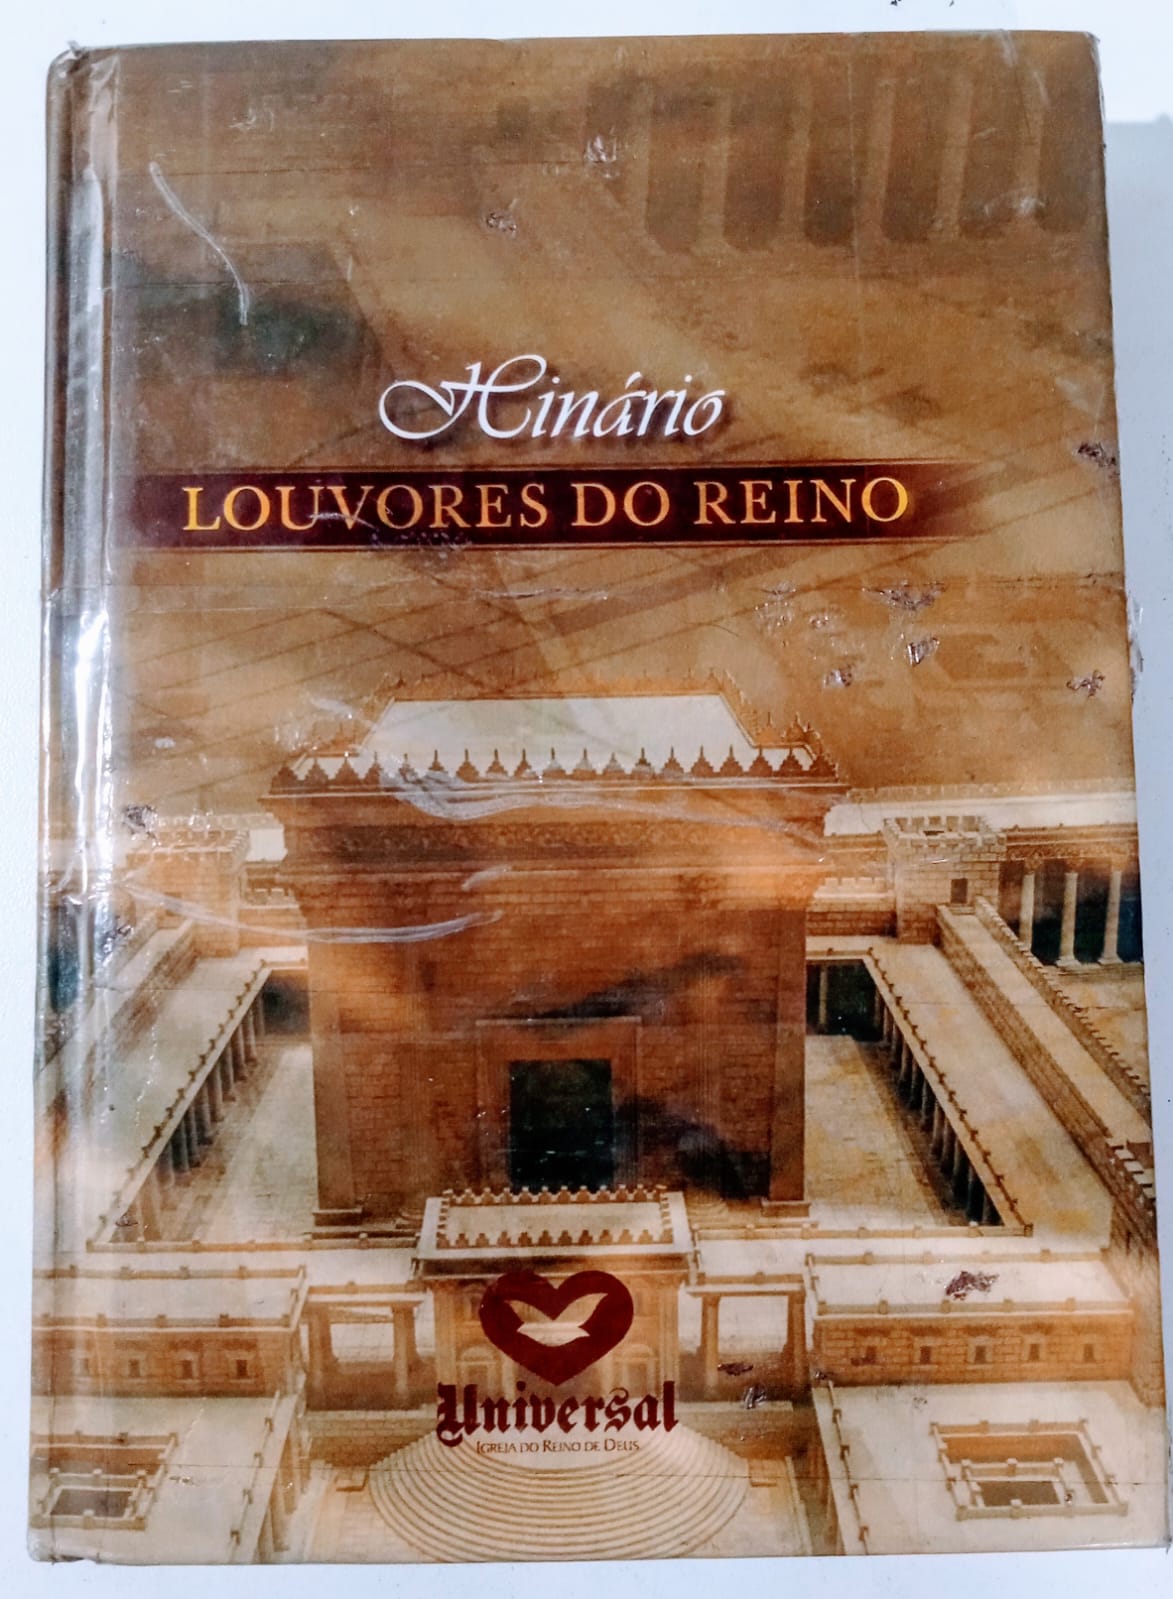 Hinário
LOUVORES DO REINO
Universal
IGREJA DO REINO DE DEUS